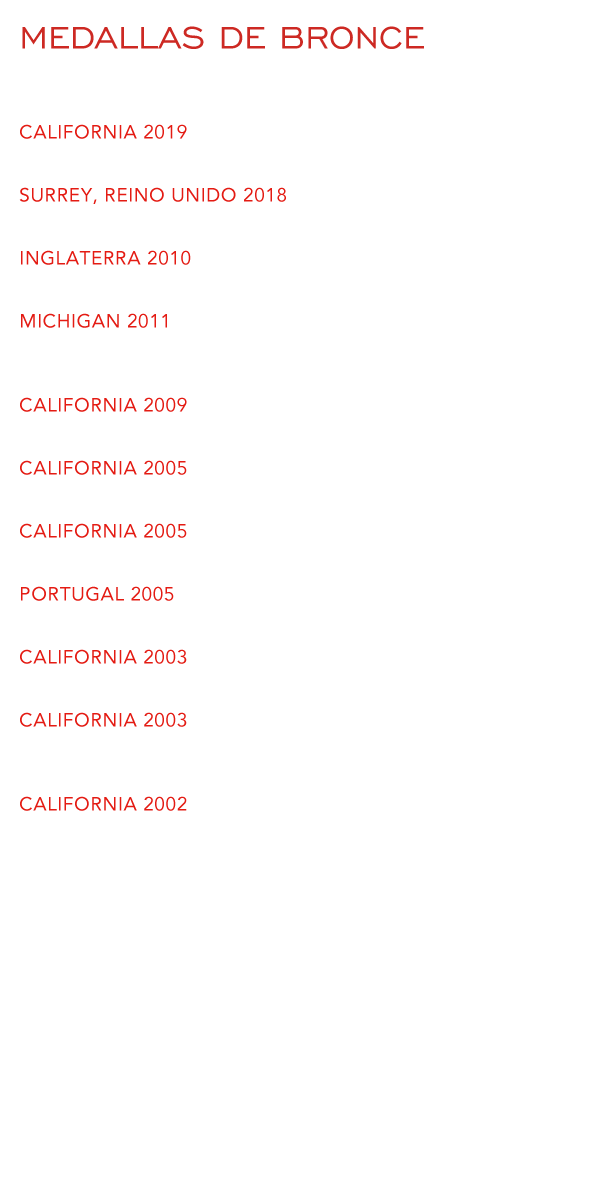 MEDALLAS DE BRONCE
CALIFORNIA 2019
SURREY, REINO UNIDO 2018
INGLATERRA 2010
MICHIGAN 2011
CALIFORNIA 2009
CALIFORNIA 2005
CALIFORNIA 2005
PORTUGAL 2005
CALIFORNIA 2003
CALIFORNIA 2003
CALIFORNIA 2002